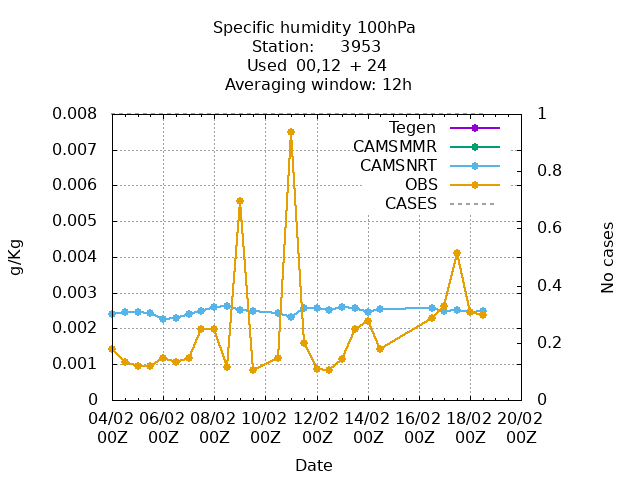 Specific humidity 100hPa
Station: 3953
Used 00,12 + 24
Averaging window: 12h
0.008
0.007
0.006
0.005
0.004
0.003
0.002
0.001
0
g/Kg
1
0.8
0.6
0.4
0.2
0
No cases
Tegen
CAMSMMR
CAMSNRT
OBS
CASES
04/02 06/02 08/02 10/02 12/02 14/02 16/02 18/02 20/02
00Z 00Z 00Z 00Z 00Z 00Z 00Z 00Z 00Z
Date